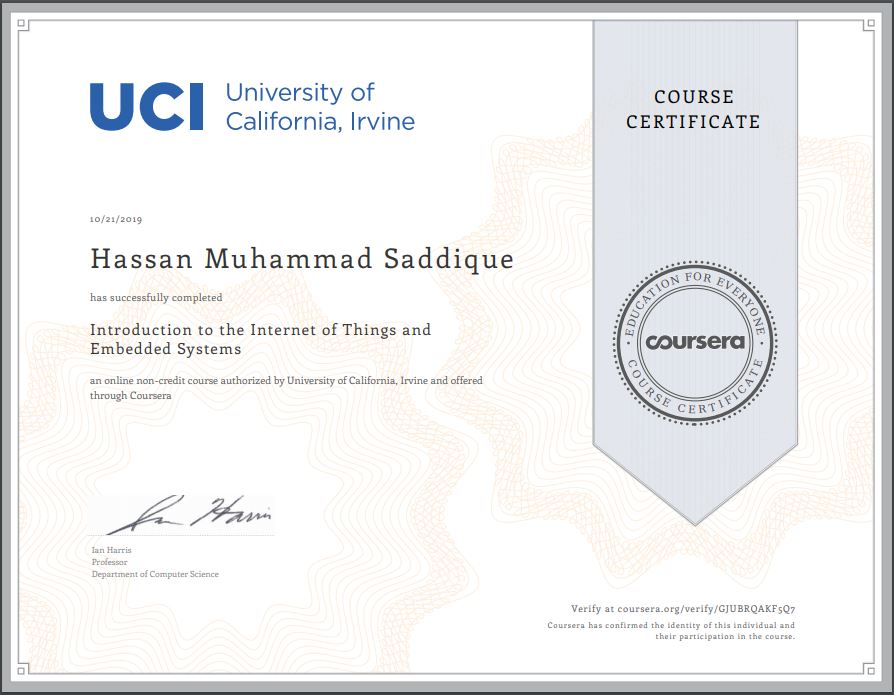 UCI
University of
California, Irvine
COURSE
CERTIFICATE
10/21/2019
Hassan Muhammad Saddique
has successfully completed
Introduction to the Internet of Things and
Embedded Systems
an online non-credit course authorized by University of California, Irvine and offered
through Coursera
EDUCATION FOR EVERYONE
coursera
COURSE CERTIFICATE
Ian Harris
Ian Harris
Professor
Department of Computer Science
Verify at coursera.org/verify/GJUBRQAKF5Q7
Coursera has confirmed the identity of this individual and
their participation in the course.